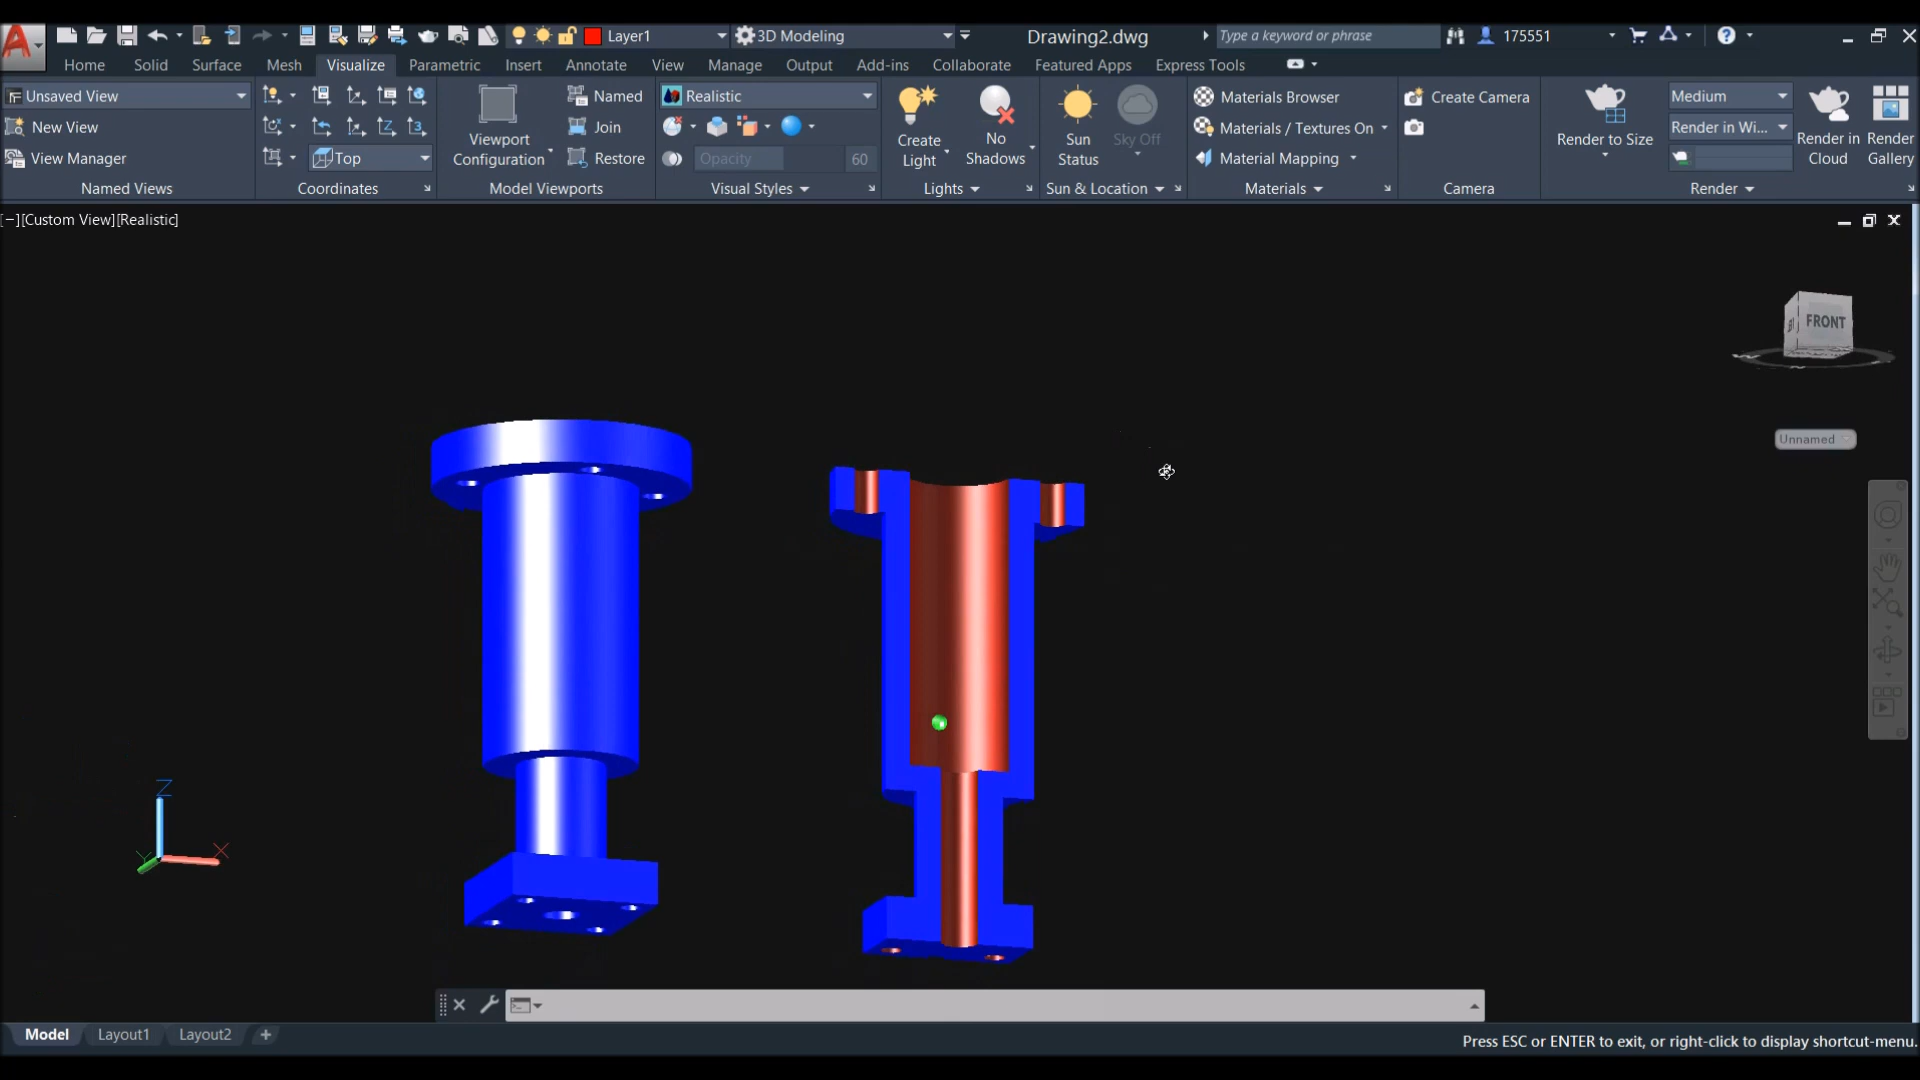 Layer1 3D Modeling Drawing2.dwg Type a keyword or phrase 175551
Home Solid Surface Mesh Visualize Parametric Insert Annotate View Manage Output Add-ins Collaborate Featured Apps Express Tools
Unsaved View
New View
View Manager
Named Views
Top
Coordinates
Viewport
Configuration
Named
Join
Restore
Model Viewports
Realistic
Opacity 60
Visual Styles
Create
Light
No
Shadows
Lights
Sun
Status
Sky Off
Sun & Location
Materials Browser
Materials / Textures On
Material Mapping
Materials
Create Camera
Camera
Render to Size
Medium
Render in Wi...
Render in
Cloud
Render
Gallery
Render
[−][Custom View][Realistic]
FRONT
Unnamed
Z
Y
X
Model Layout1 Layout2
Press ESC or ENTER to exit, or right-click to display shortcut-menu.